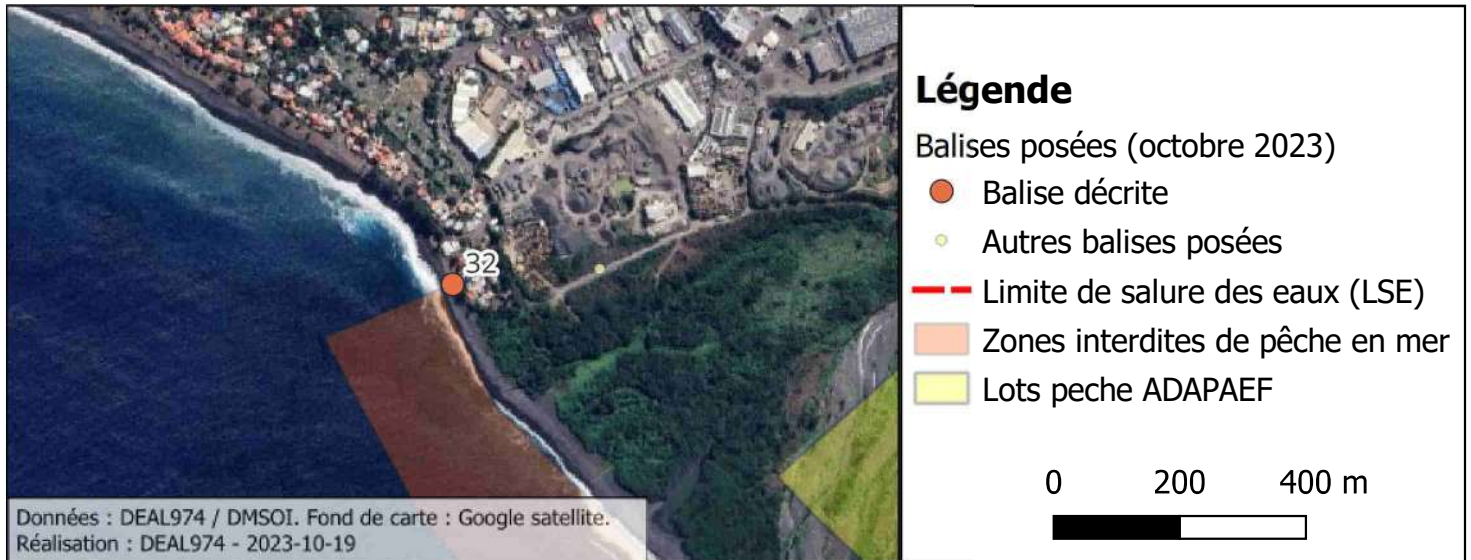 32
Données : DEAL974 / DMSOI. Fond de carte : Google satellite.
Réalisation : DEAL974 - 2023-10-19
Légende
Balises posées (octobre 2023)
Balise décrite
Autres balises posées
Limite de salure des eaux (LSE)
Zones interdites de pêche en mer
Lots peche ADAPAEF
0 200 400 m